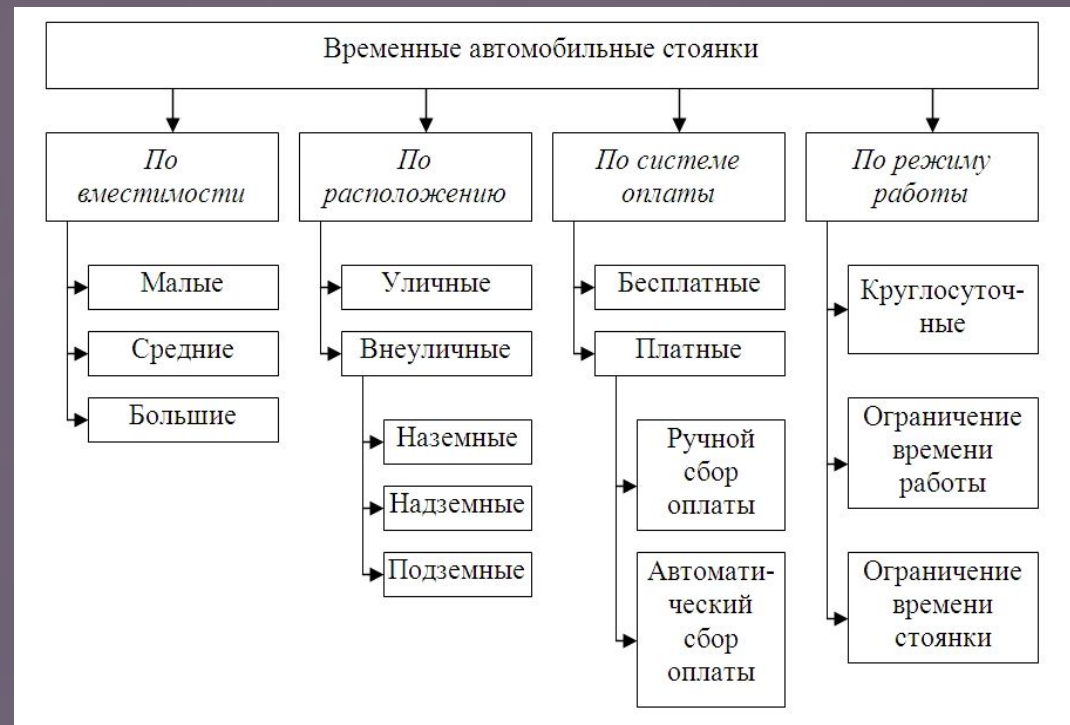 Временные автомобильные стоянки
По
вместимости
Малые
Средние
Большие
По
расположению
Уличные
Внеуличные
Наземные
Надземные
Подземные
По системе
оплаты
Бесплатные
Платные
Ручной
сбор
оплаты
Автомати-
ческий
сбор
оплаты
По режиму
работы
Круглосуточ-
ные
Ограничение
времени
работы
Ограничение
времени
стоянки